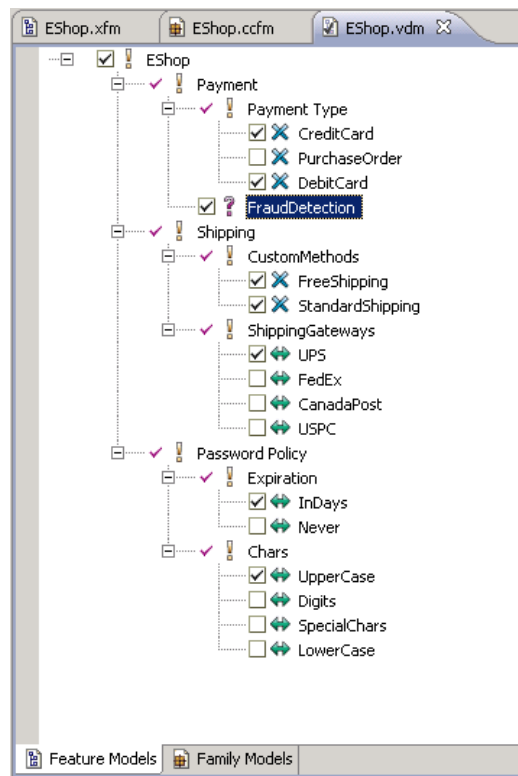 EShop.xfm EShop.ccfm EShop.vdm
EShop
Payment
Payment Type
CreditCard
PurchaseOrder
DebitCard
FraudDetection
Shipping
CustomMethods
FreeShipping
StandardShipping
ShippingGateways
UPS
FedEx
CanadaPost
USPC
Password Policy
Expiration
InDays
Never
Chars
UpperCase
Digits
SpecialChars
LowerCase
Feature Models Family Models